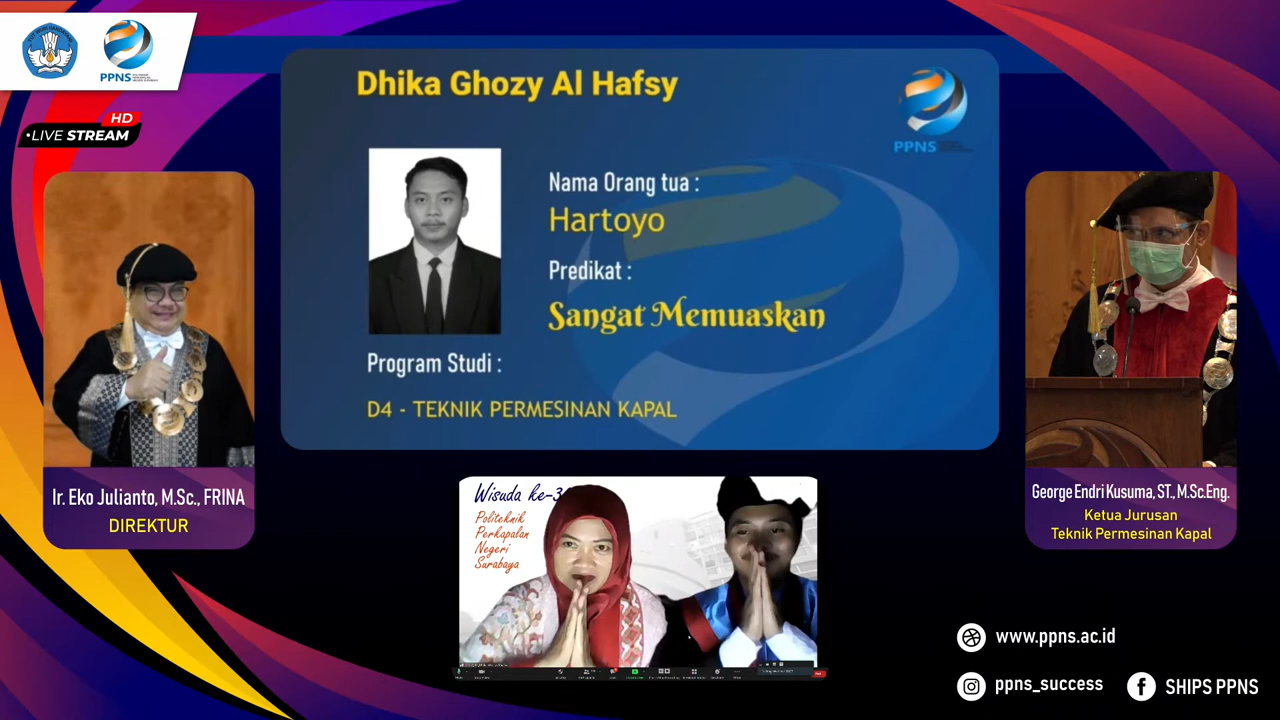 PPNS
HD
LIVE STREAM
Dhika Ghozy Al Hafsy
PPNS
Nama Orang tua :
Hartoyo
Predikat :
Sangat Memuaskan
Program Studi :
D4 - TEKNIK PERMESINAN KAPAL
Ir. Eko Julianto, M.Sc., FRINA
DIREKTUR
George Endri Kusuma, ST., M.Sc.Eng.
Ketua Jurusan
Teknik Permesinan Kapal
Wisuda ke-3
Politeknik
Perkapalan
Negeri
Surabaya
www.ppns.ac.id
ppns_success
SHIPS PPNS